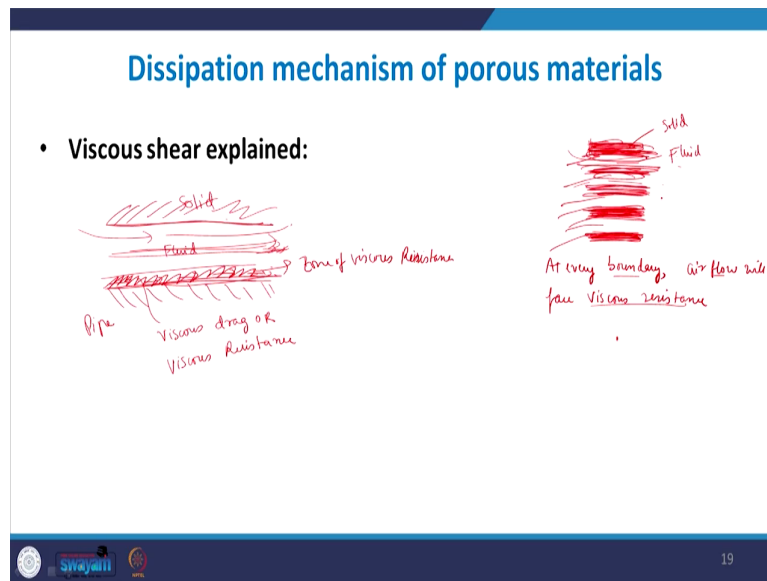 Dissipation mechanism of porous materials
• Viscous shear explained:
Solid
Fluid
Zone of viscous Resistance
Pipe
Viscous drag OR
Viscous Resistance
Solid
Fluid
At every boundary, air flow will
face viscous resistance
swayam
19